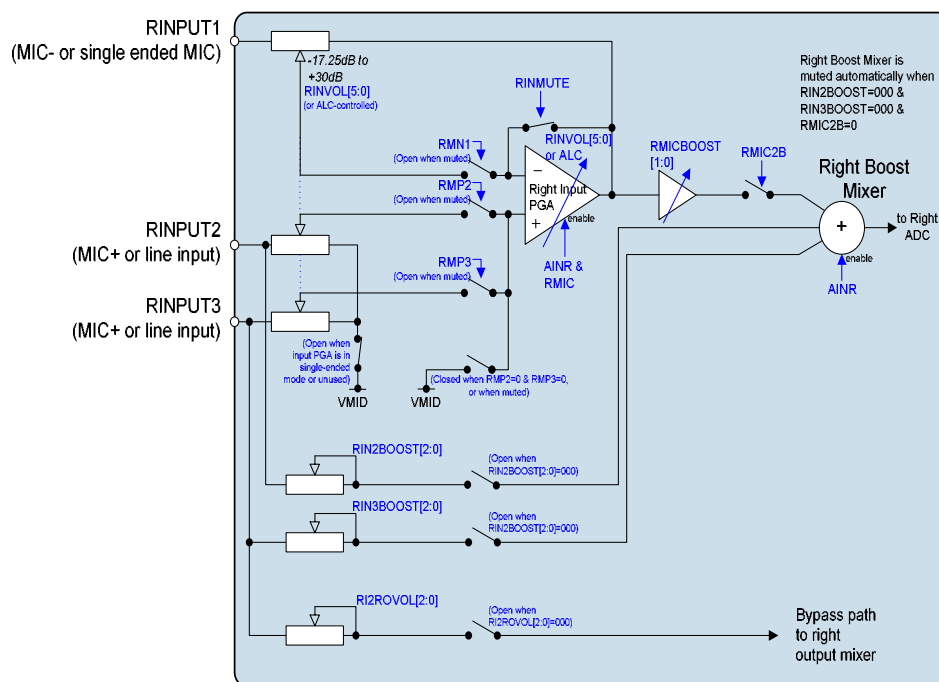 RINPUT1
(MIC- or single ended MIC)
-17.25dB to
+30dB
RINVOL[5:0]
(or ALC-controlled)
RINMUTE
RINVOL[5:0]
or ALC
RMN1
(Open when muted)
RMP2
(Open when muted)
−
Right Input
PGA
+
enable
AINR &
RMIC
RMICBOOST
[1:0]
RMIC2B
Right Boost Mixer is
muted automatically when
RIN2BOOST=000 &
RIN3BOOST=000 &
RMIC2B=0
Right Boost
Mixer
+
enable
AINR
to Right
ADC
RINPUT2
(MIC+ or line input)
RMP3
(Open when muted)
RINPUT3
(MIC+ or line input)
(Open when
input PGA is in
single-ended
mode or unused)
VMID
VMID
(Closed when RMP2=0 & RMP3=0,
or when muted)
RIN2BOOST[2:0]
(Open when
RIN2BOOST[2:0]=000)
RIN3BOOST[2:0]
(Open when
RIN2BOOST[2:0]=000)
RI2ROVOL[2:0]
(Open when
RI2ROVOL[2:0]=000)
Bypass path
to right
output mixer